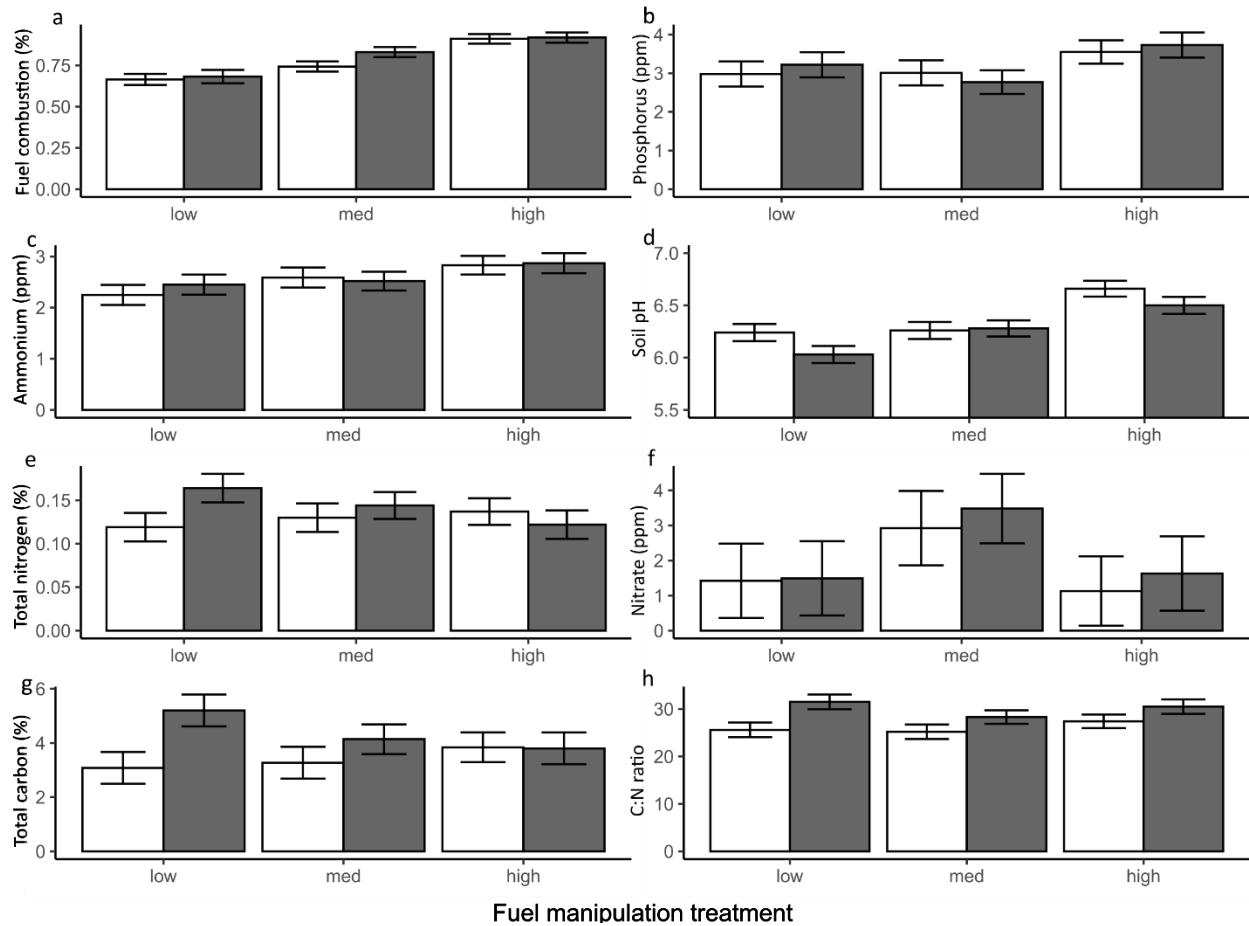 a
Fuel combustion (%)
0.75
0.50
0.25
0.00
low med high
b
Phosphorus (ppm)
4
3
2
1
0
low med high
c
Ammonium (ppm)
3
2
1
0
low med high
d
Soil pH
7.0
6.5
6.0
5.5
low med high
e
Total nitrogen (%)
0.15
0.10
0.05
0.00
low med high
f
Nitrate (ppm)
4
3
2
1
0
low med high
g
Total carbon (%)
6
4
2
0
low med high
h
C:N ratio
30
20
10
0
low med high
Fuel manipulation treatment